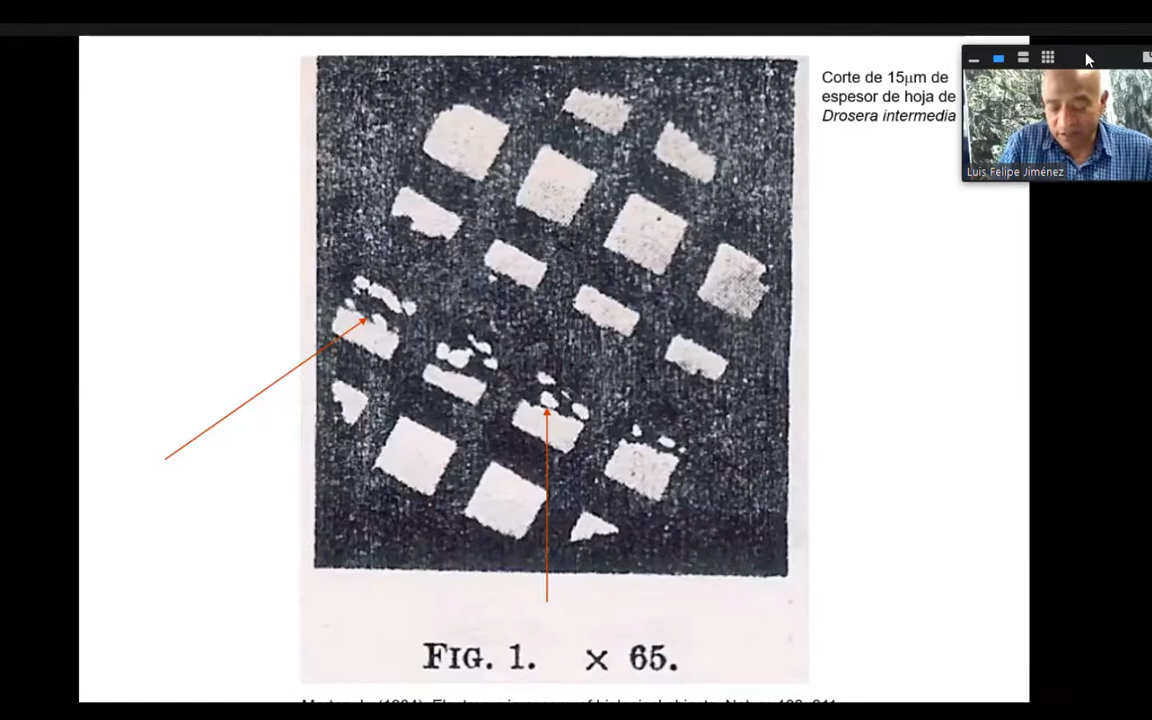 Corte de 15μm de
espesor de hoja de
Drosera intermedia
Luis Felipe Jiménez
FIG. 1. × 65.